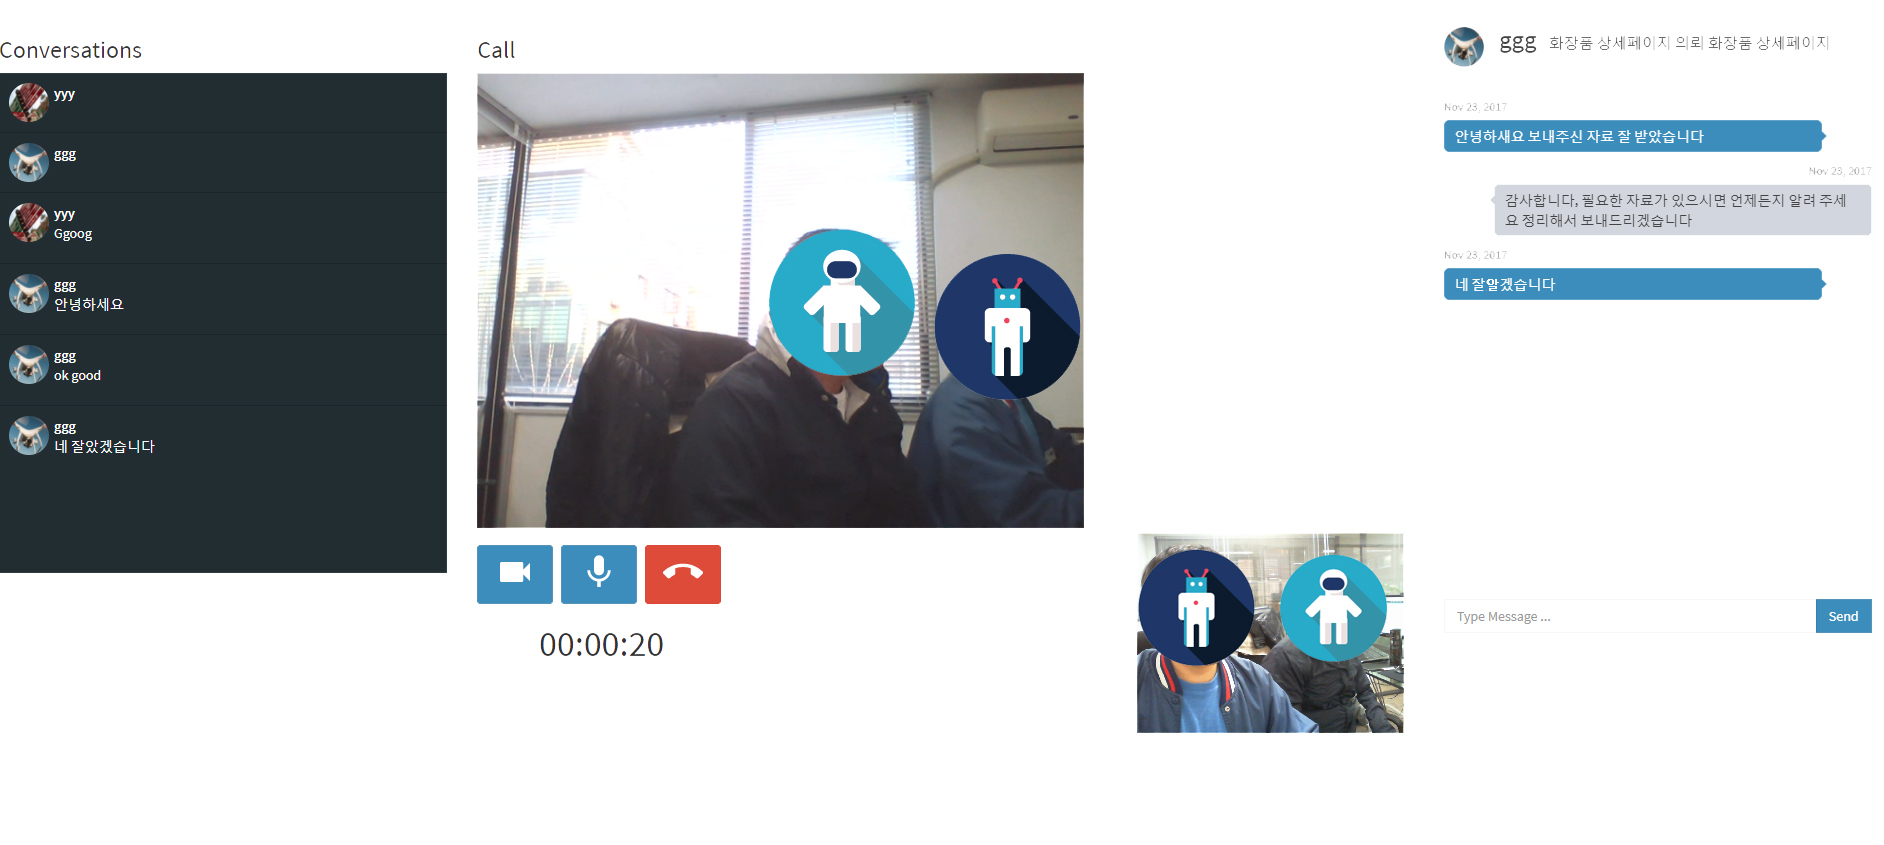 Conversations
yyy
ggg
yyy
Ggoog
ggg
안녕하세요
ggg
ok good
ggg
네 잘았겠습니다
Call
00:00:20
ggg 화장품 상세페이지 의뢰 화장품 상세페이지
Nov 23, 2017
안녕하새요 보내주신 자료 잘 받았습니다
Nov 23, 2017
감사합니다, 필요한 자료가 있으시면 언제든지 알려 주세
요 정리해서 보내드리겠습니다
Nov 23, 2017
네 잘알겠습니다
Type Message ...
Send